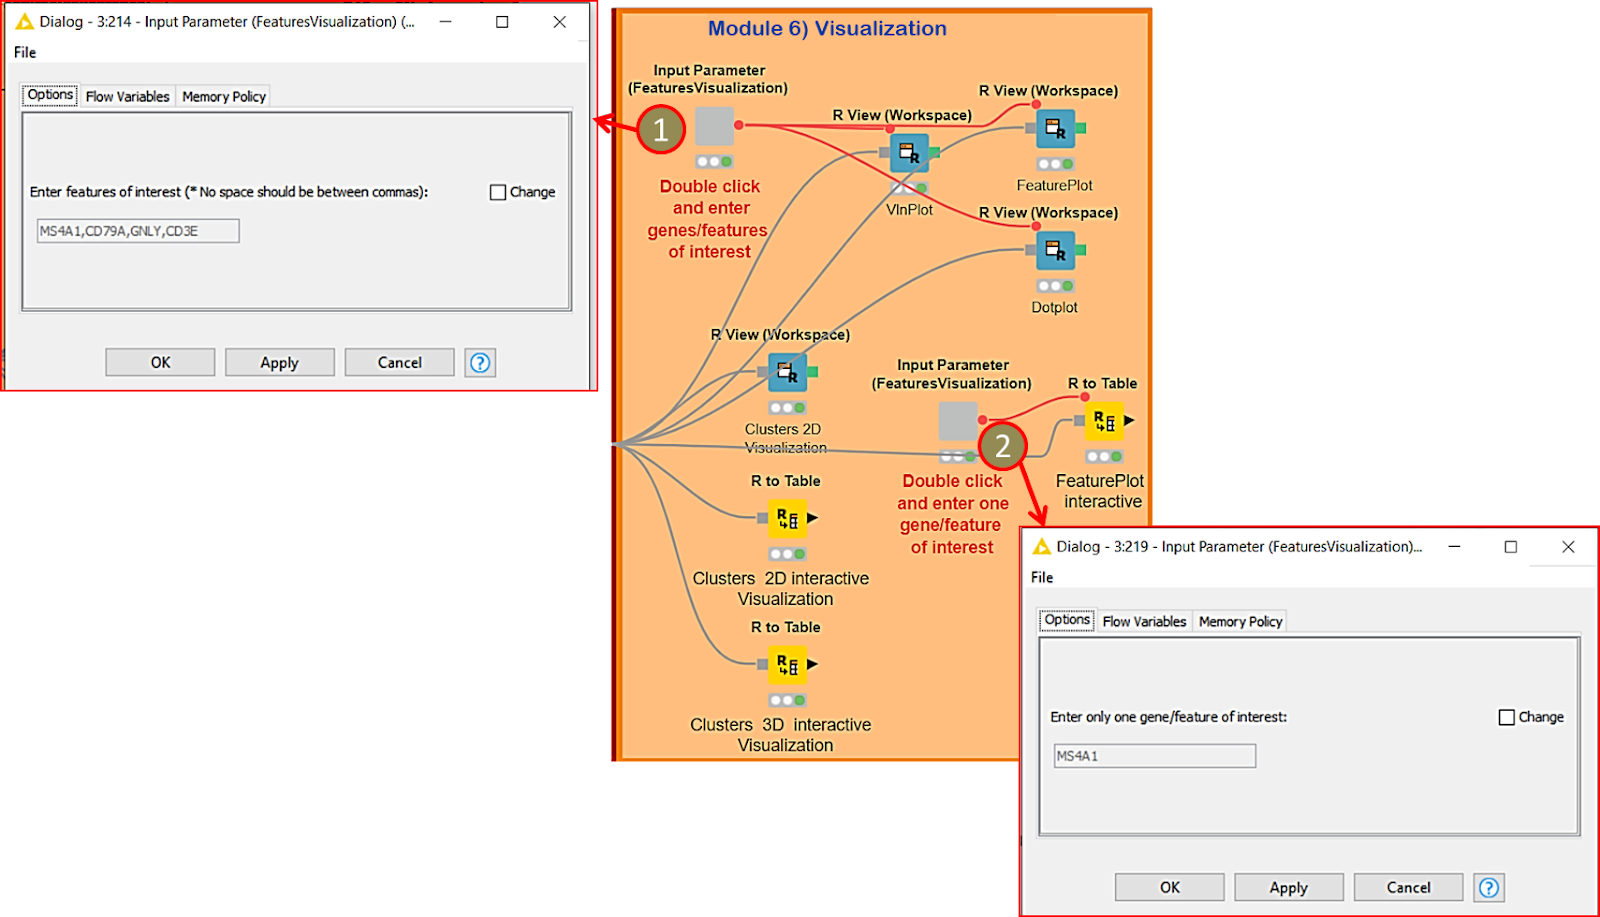 Dialog - 3:214 - Input Parameter (FeaturesVisualization) (...
File
Options
Flow Variables
Memory Policy
Enter features of interest (* No space should be between commas):
Change
MS4A1,CD79A,GNLY,CD3E
OK
Apply
Cancel
?
Module 6) Visualization
Input Parameter
(FeaturesVisualization)
1
Double click
and enter
genes/features
of interest
R View (Workspace)
R
VlnPlot
R View (Workspace)
R
FeaturePlot
R View (Workspace)
R
Dotplot
R View (Workspace)
R
Clusters 2D
Visualization
Input Parameter
(FeaturesVisualization)
2
Double click
and enter one
gene/feature
of interest
R to Table
R
FeaturePlot
interactive
R to Table
R
Clusters 2D interactive
Visualization
R to Table
R
Clusters 3D interactive
Visualization
Dialog - 3:219 - Input Parameter (FeaturesVisualization)...
File
Options
Flow Variables
Memory Policy
Enter only one gene/feature of interest:
Change
MS4A1
OK
Apply
Cancel
?